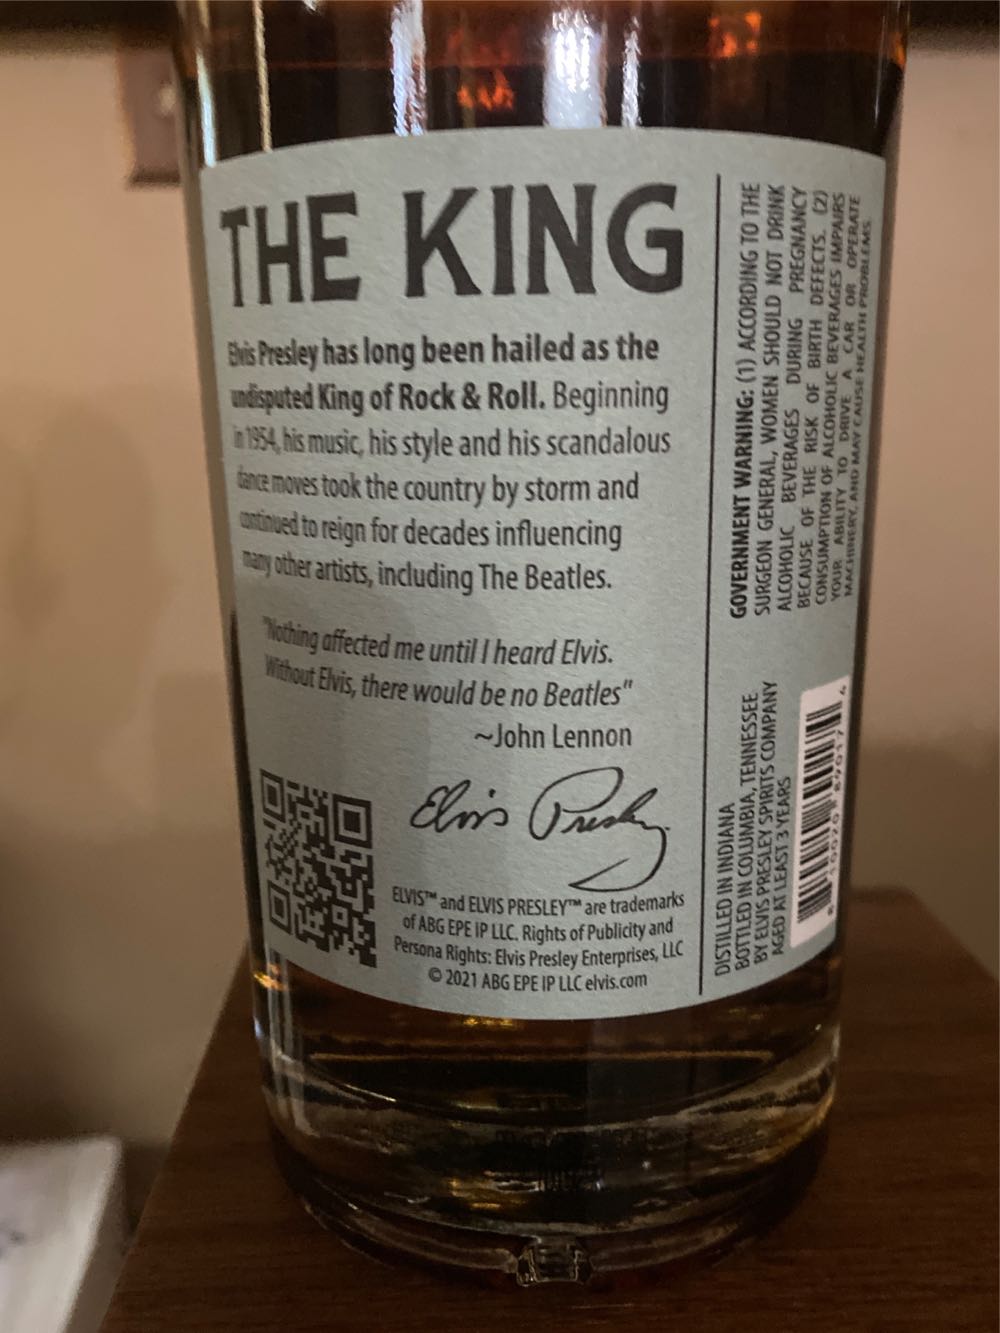 THE KING
Elvis Presley has long been hailed as the
undisputed King of Rock & Roll. Beginning
in 1954, his music, his style and his scandalous
dance moves took the country by storm and
continued to reign for decades influencing
many other artists, including The Beatles.
"Nothing affected me until I heard Elvis.
Without Elvis, there would be no Beatles"
~John Lennon
Elvis Presley
ELVIS™ and ELVIS PRESLEY™ are trademarks
of ABG EPE IP LLC. Rights of Publicity and
Persona Rights: Elvis Presley Enterprises, LLC
© 2021 ABG EPE IP LLC elvis.com
GOVERNMENT WARNING: (1) ACCORDING TO THE
SURGEON GENERAL, WOMEN SHOULD NOT DRINK
ALCOHOLIC BEVERAGES DURING PREGNANCY
BECAUSE OF THE RISK OF BIRTH DEFECTS. (2)
CONSUMPTION OF ALCOHOLIC BEVERAGES IMPAIRS
YOUR ABILITY TO DRIVE A CAR OR OPERATE
MACHINERY, AND MAY CAUSE HEALTH PROBLEMS.
DISTILLED IN INDIANA
BOTTLED IN COLUMBIA, TENNESSEE
BY ELVIS PRESLEY SPIRITS COMPANY
AGED AT LEAST 3 YEARS